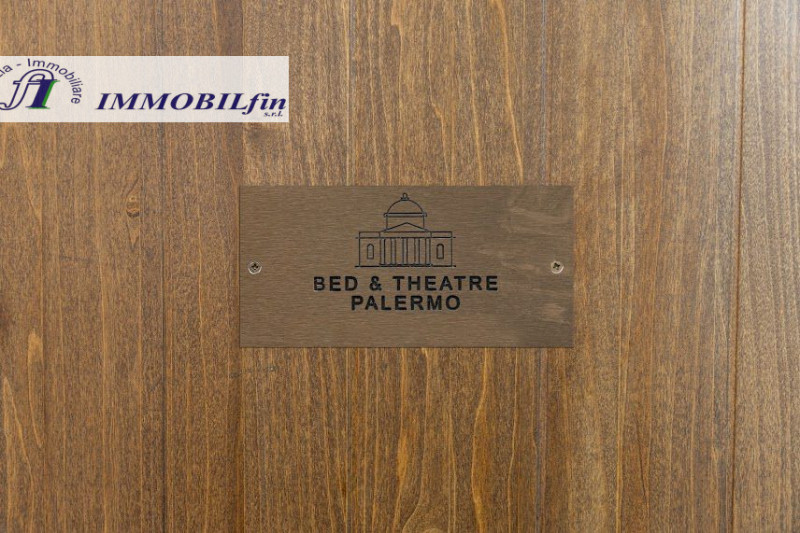 Immobiliare
IMMOBILfin
s.r.l.
BED & THEATRE
PALERMO